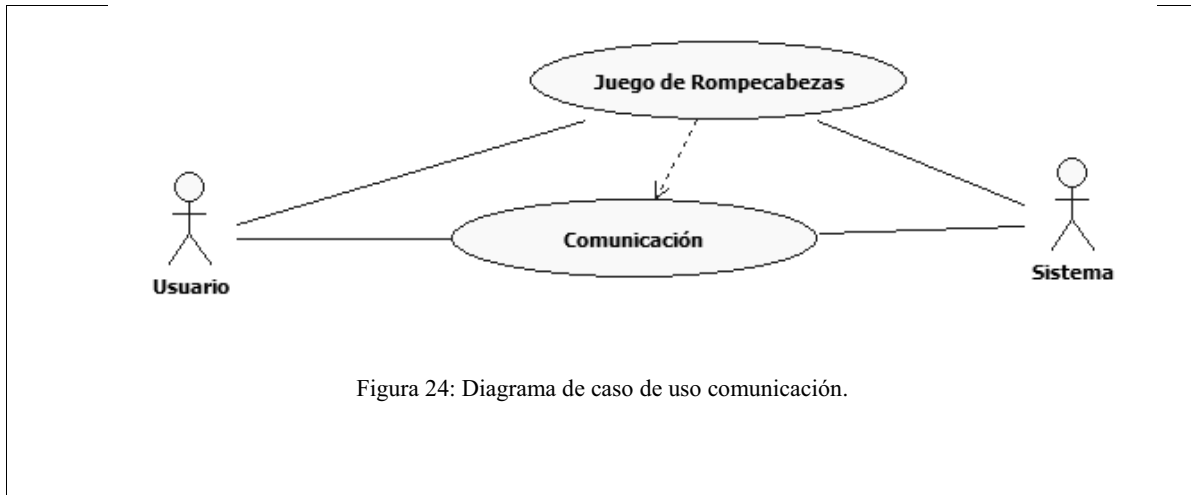 Juego de Rompecabezas
Comunicación
Usuario
Sistema
Figura 24: Diagrama de caso de uso comunicación.